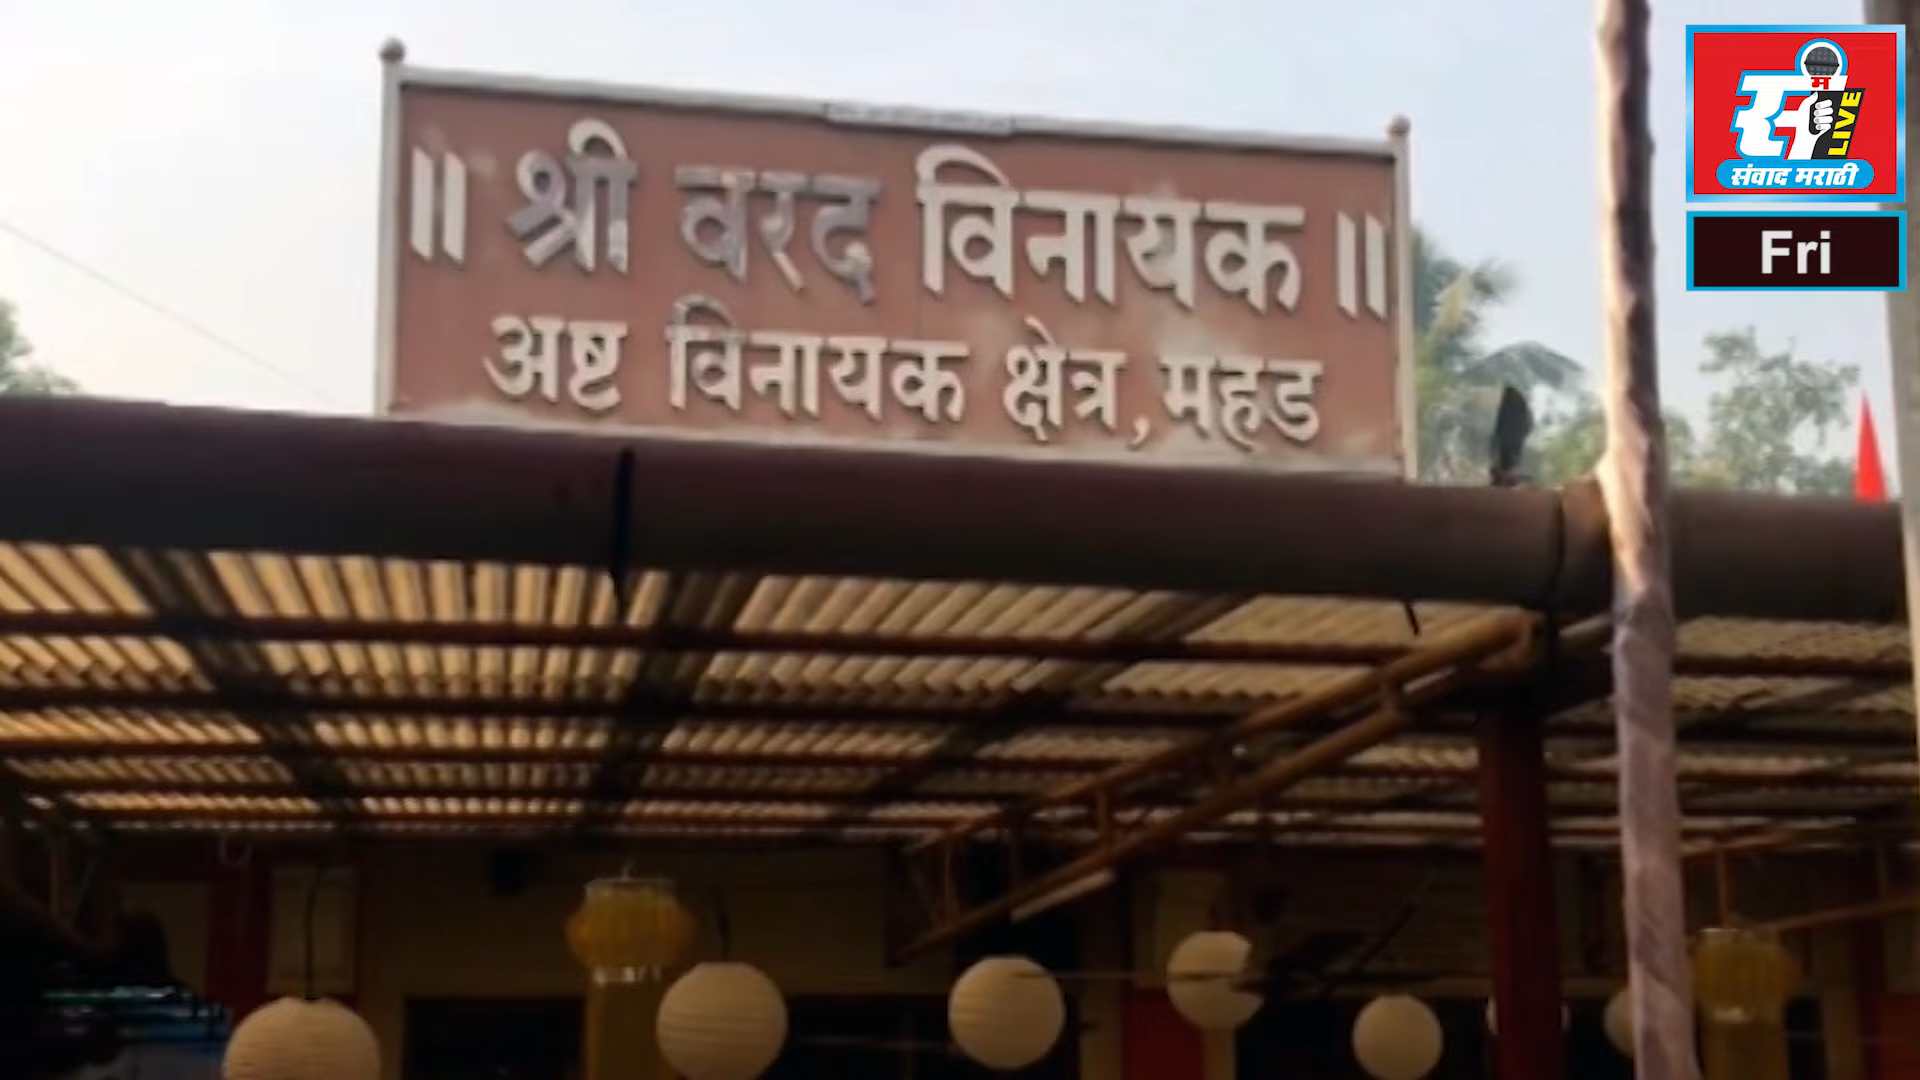 ॥ श्री वरद विनायक ॥
अष्ट विनायक क्षेत्र, महड
स
म
LIVE
संवाद मराठी
Fri